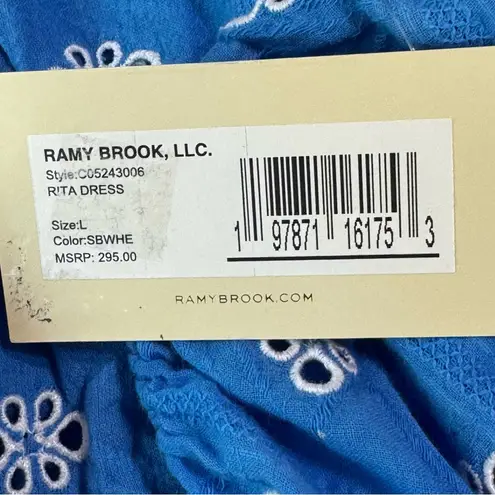 RAMY BROOK, LLC.
Style:C05243006
RITA DRESS
Size:L
Color:SBWHE
MSRP: 295.00
1 97871 16175 3
RAMYBROOK.COM